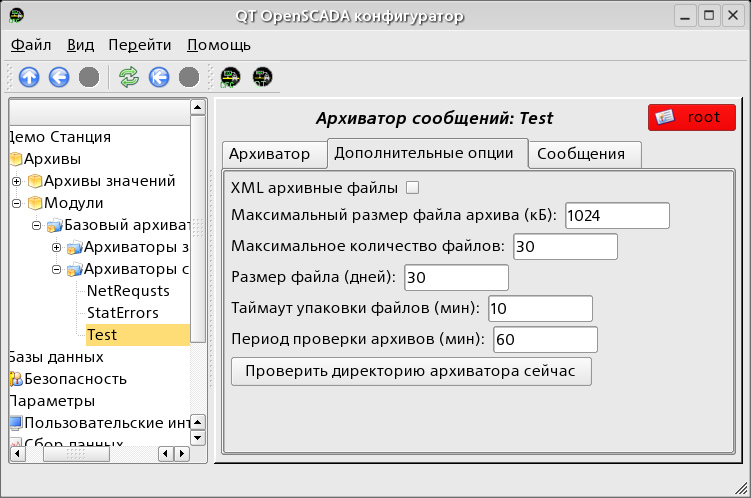 QT OpenSCADA конфигуратор
Файл Вид Перейти Помощь
Демо Станция
Архивы
Архивы значений
Модули
Базовый архиват
Архиваторы з
Архиваторы с
NetRequsts
StatErrors
Test
Базы данных
Безопасность
Параметры
Пользовательские инт
Сбор данных
Архиватор сообщений: Test
root
Архиватор Дополнительные опции Сообщения
XML архивные файлы
Максимальный размер файла архива (кБ): 1024
Максимальное количество файлов: 30
Размер файла (дней): 30
Таймаут упаковки файлов (мин): 10
Период проверки архивов (мин): 60
Проверить директорию архиватора сейчас